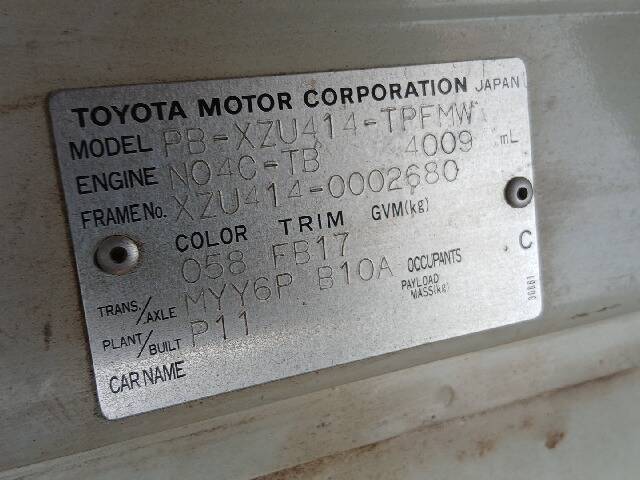 TOYOTA MOTOR CORPORATION JAPAN
MODEL PB-XZU414-TPFMW
ENGINE N04C-TB 4009 mL
FRAME No. XZU414-0002680
COLOR TRIM GVM(kg)
058 FB17 C
TRANS/AXLE MYY6P B10A OCCUPANTS
PLANT/BUILT P11 PAYLOAD MASS(kg)
CAR NAME